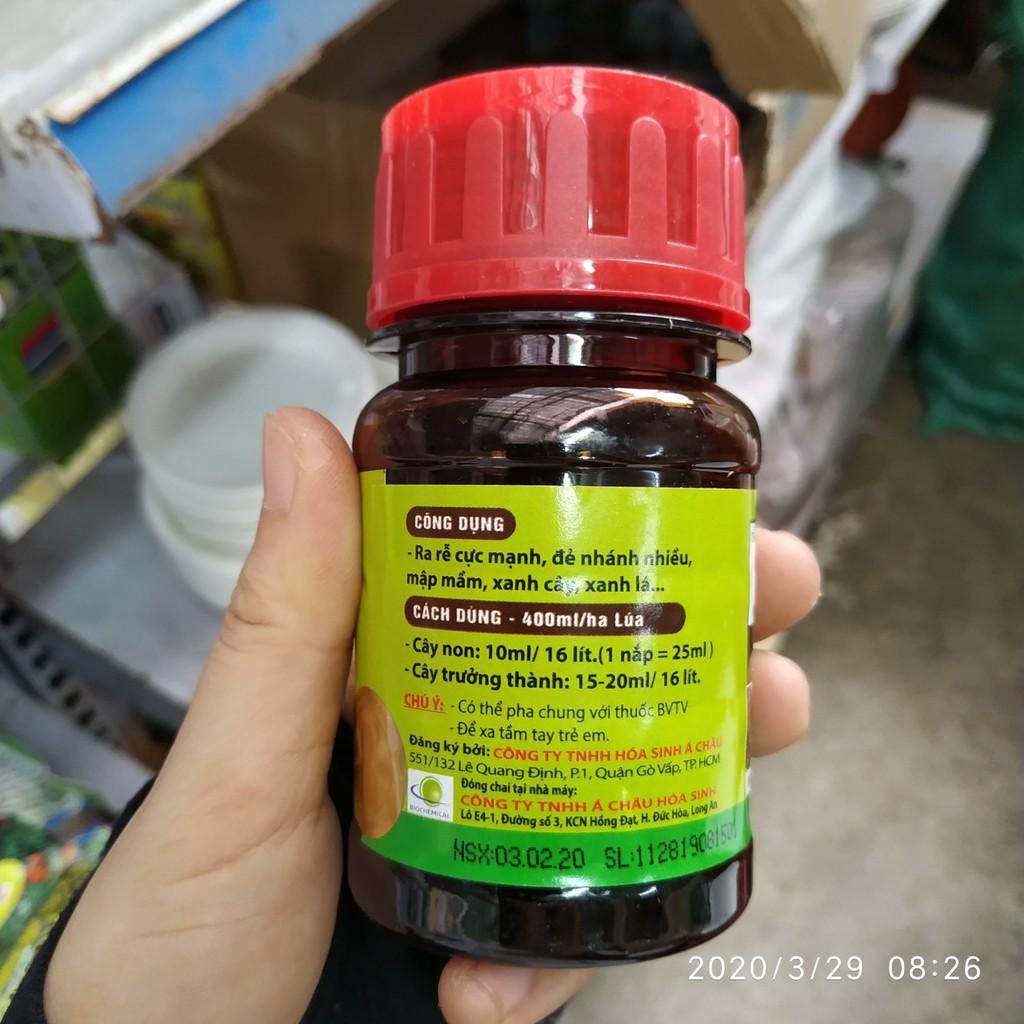 CÔNG DỤNG
- Ra rễ cực mạnh, đẻ nhánh nhiều,
mập mầm, xanh cây, xanh lá...
CÁCH DÙNG - 400ml/ha Lúa
- Cây non: 10ml/ 16 lít.(1 nắp = 25ml )
- Cây trưởng thành: 15-20ml/ 16 lít.
CHÚ Ý: - Có thể pha chung với thuốc BVTV
- Để xa tầm tay trẻ em.
Đăng ký bởi: CÔNG TY TNHH HÓA SINH Á CHÂU
551/132 Lê Quang Định, P.1, Quận Gò Vấp, TP. HCM
Đóng chai tại nhà máy:
CÔNG TY TNHH Á CHÂU HÓA SINH
Lô E4-1, Đường số 3, KCN Hồng Đạt, H. Đức Hòa, Long An
BIOCHEMICAL
NSX:03.02.20 SL:112819081501
2020/3/29 08:26